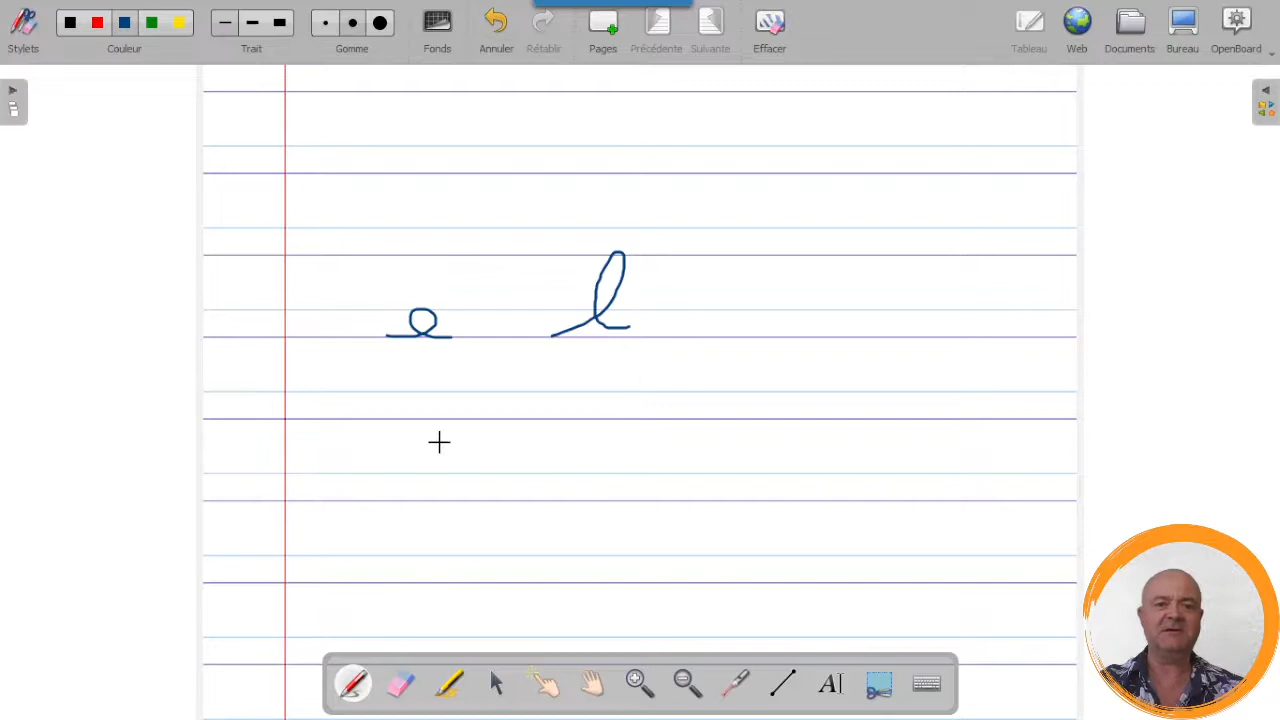 Stylets Couleur Trait Gomme Fonds Annuler Rétablir Pages Précédente Suivante Effacer Tableau Web Documents Bureau OpenBoard
e l
A